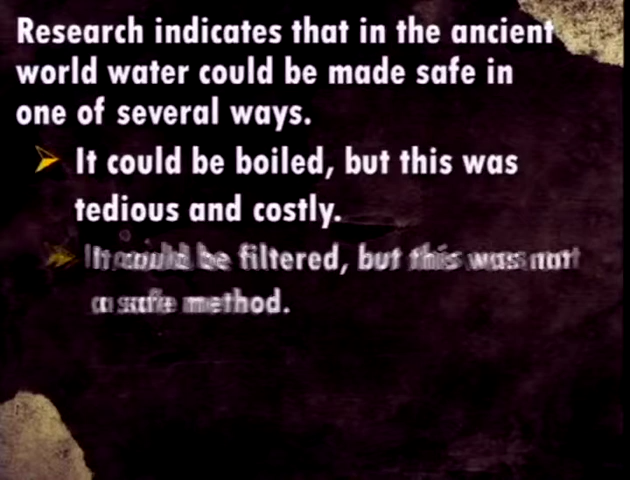 Research indicates that in the ancient
world water could be made safe in
one of several ways.
It could be boiled, but this was
tedious and costly.
It could be filtered, but this was not
a safe method.